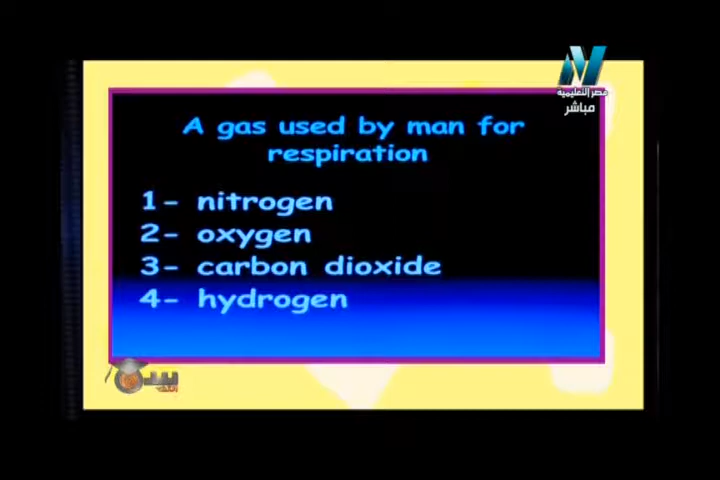 مصر التعليمية
مباشر
A gas used by man for
respiration
1- nitrogen
2- oxygen
3- carbon dioxide
4- hydrogen